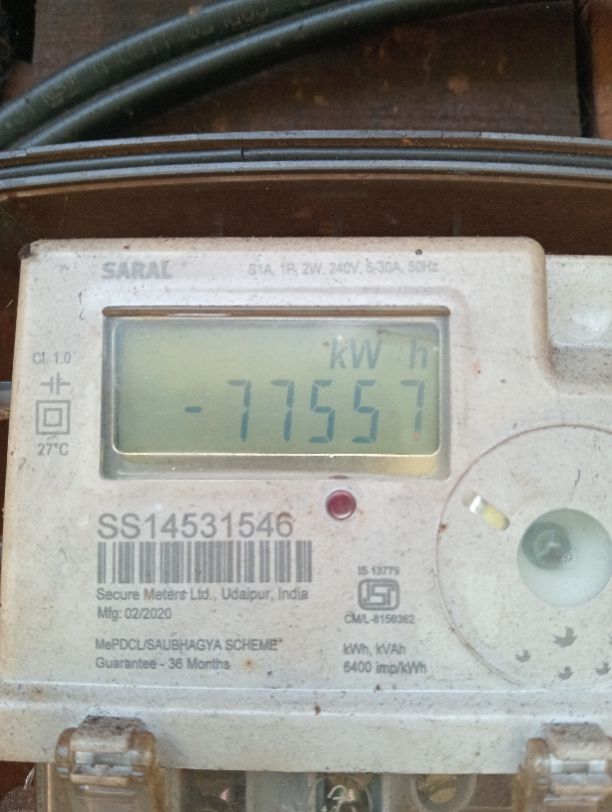 SARAL
S1A, 1P, 2W, 240V, 5-30A, 50Hz
Cl. 1.0
kW h
-77557
27°C
SS14531546
Secure Meters Ltd., Udaipur, India
Mfg: 02/2020
IS 13779
CM/L-8150362
MePDCL/SAUBHAGYA SCHEME
Guarantee - 36 Months
kWh, kVAh
6400 imp/kWh